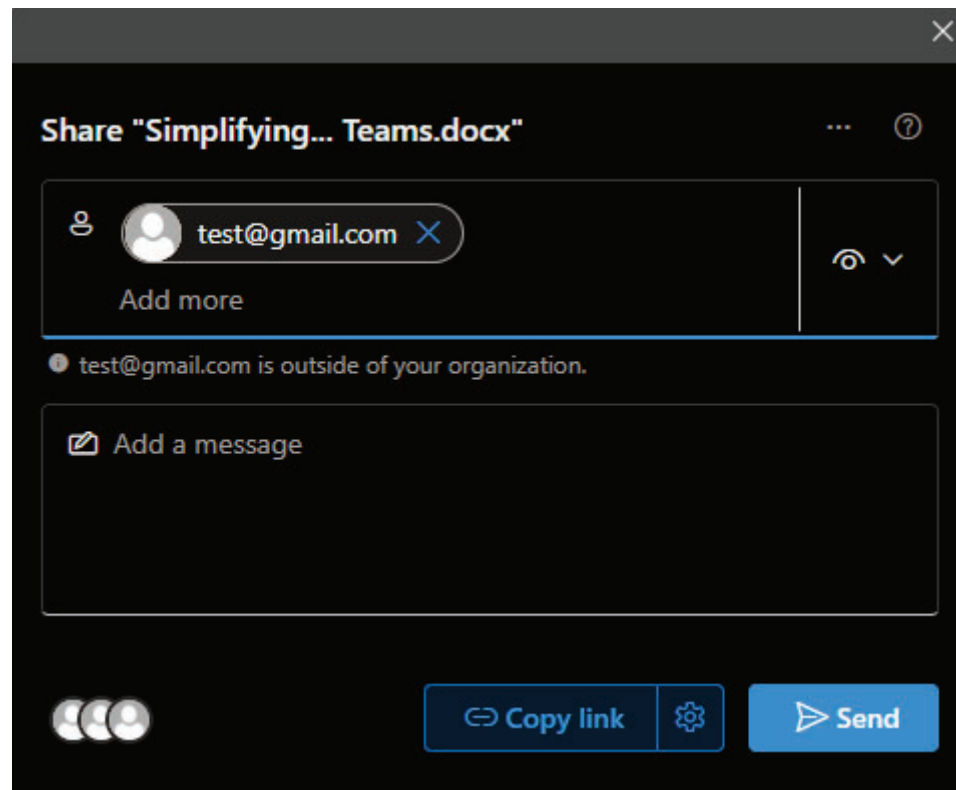 Share "Simplifying... Teams.docx"
test@gmail.com
Add more
test@gmail.com is outside of your organization.
Add a message
Copy link
Send